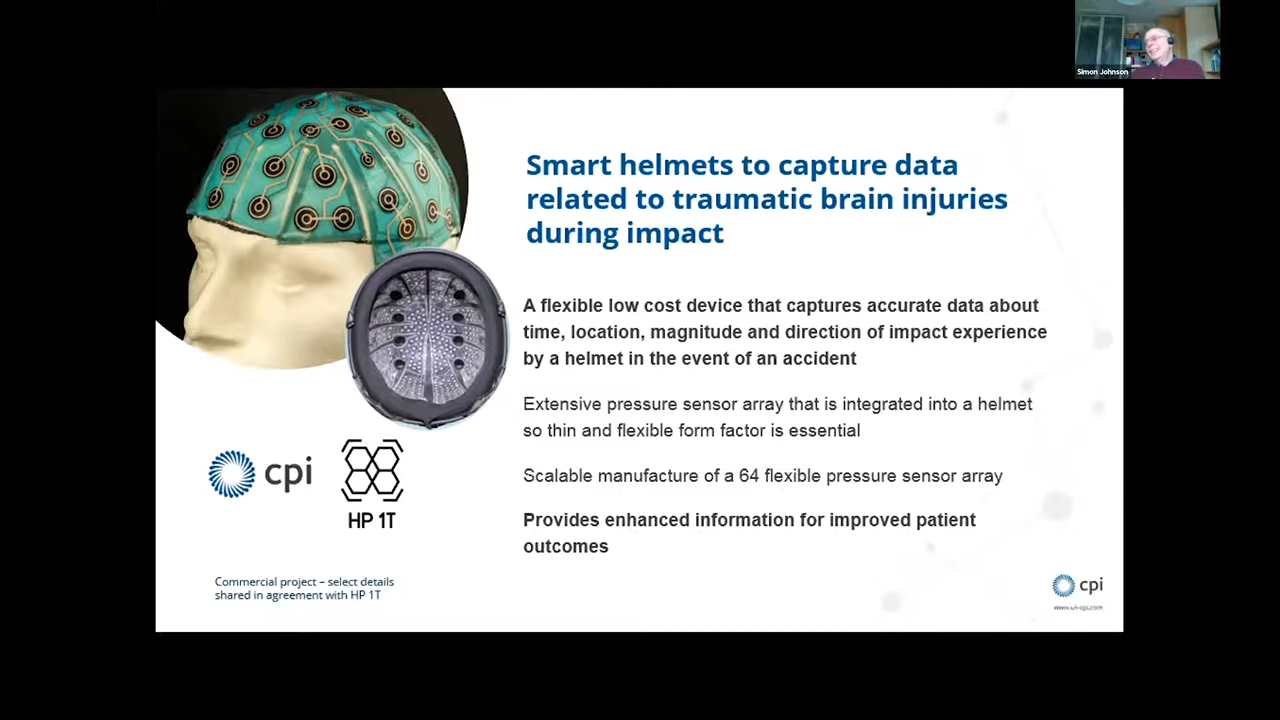 Simon Johnson
Smart helmets to capture data
related to traumatic brain injuries
during impact
A flexible low cost device that captures accurate data about
time, location, magnitude and direction of impact experience
by a helmet in the event of an accident
Extensive pressure sensor array that is integrated into a helmet
so thin and flexible form factor is essential
Scalable manufacture of a 64 flexible pressure sensor array
Provides enhanced information for improved patient
outcomes
cpi
HP 1T
Commercial project – select details
shared in agreement with HP 1T
cpi
www.uk-cpi.com